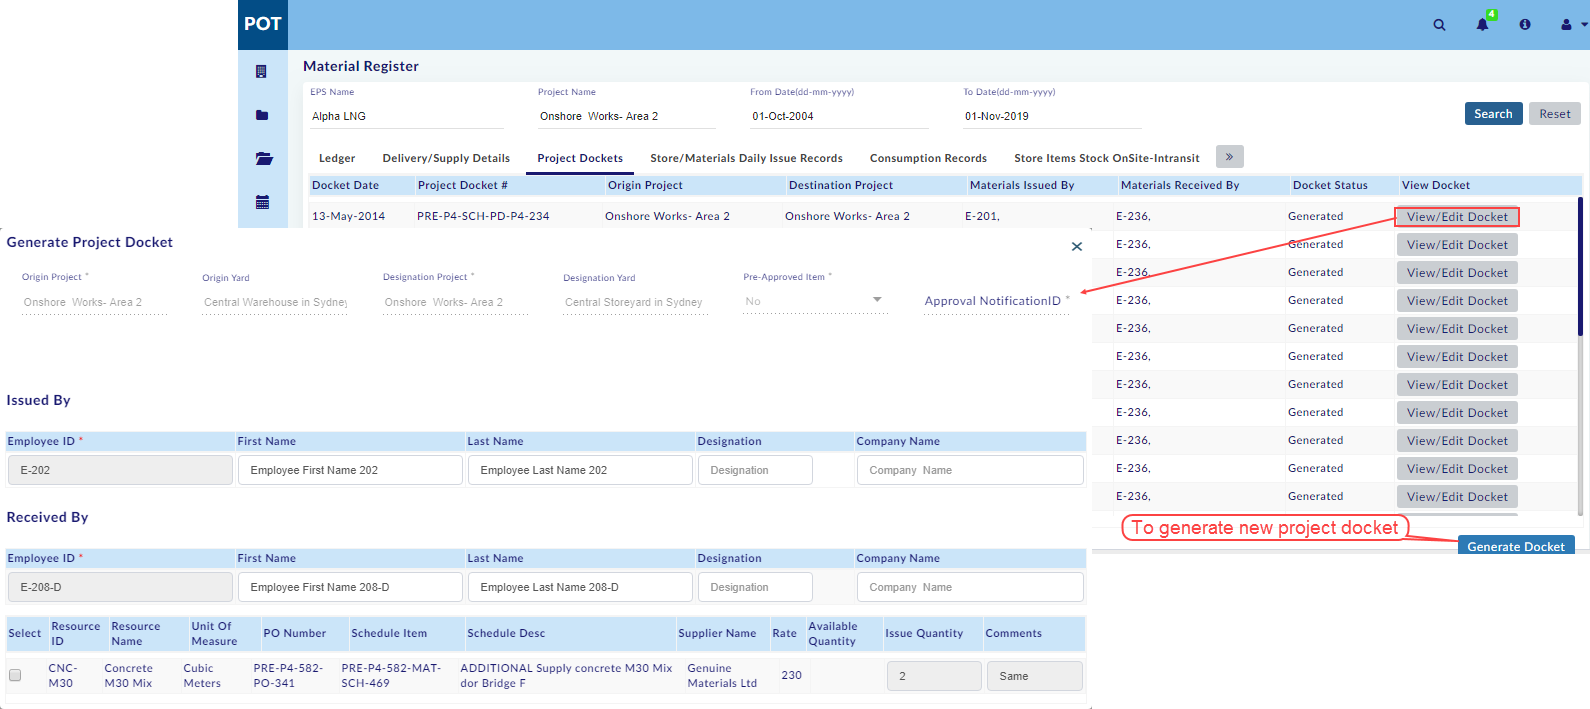 POT
4
Material Register
EPS Name Project Name From Date(dd-mm-yyyy) To Date(dd-mm-yyyy)
Alpha LNG Onshore Works- Area 2 01-Oct-2004 01-Nov-2019 Search Reset
Ledger Delivery/Supply Details Project Dockets Store/Materials Daily Issue Records Consumption Records Store Items Stock OnSite-Intransit »
Docket Date Project Docket # Origin Project Destination Project Materials Issued By Materials Received By Docket Status View Docket
13-May-2014 PRE-P4-SCH-PD-P4-234 Onshore Works- Area 2 Onshore Works- Area 2 E-201, E-236, Generated View/Edit Docket
E-236, Generated View/Edit Docket
E-236, Generated View/Edit Docket
E-236, Generated View/Edit Docket
E-236, Generated View/Edit Docket
E-236, Generated View/Edit Docket
E-236, Generated View/Edit Docket
E-236, Generated View/Edit Docket
E-236, Generated View/Edit Docket
E-236, Generated View/Edit Docket
E-236, Generated View/Edit Docket
To generate new project docket
Generate Docket
Generate Project Docket
Origin Project * Origin Yard Designation Project * Designation Yard Pre-Approved Item *
Onshore Works- Area 2 Central Warehouse in Sydney Onshore Works- Area 2 Central Storeyard in Sydney No Approval NotificationID *
Issued By
Employee ID * First Name Last Name Designation Company Name
E-202 Employee First Name 202 Employee Last Name 202 Designation Company Name
Received By
Employee ID * First Name Last Name Designation Company Name
E-208-D Employee First Name 208-D Employee Last Name 208-D Designation Company Name
Select Resource ID Resource Name Unit Of Measure PO Number Schedule Item Schedule Desc Supplier Name Rate Available Quantity Issue Quantity Comments
CNC- Concrete Cubic PRE-P4-582- PRE-P4-582-MAT- ADDITIONAL Supply concrete M30 Mix Genuine 230 2 Same
M30 M30 Mix Meters PO-341 SCH-469 dor Bridge F Materials Ltd